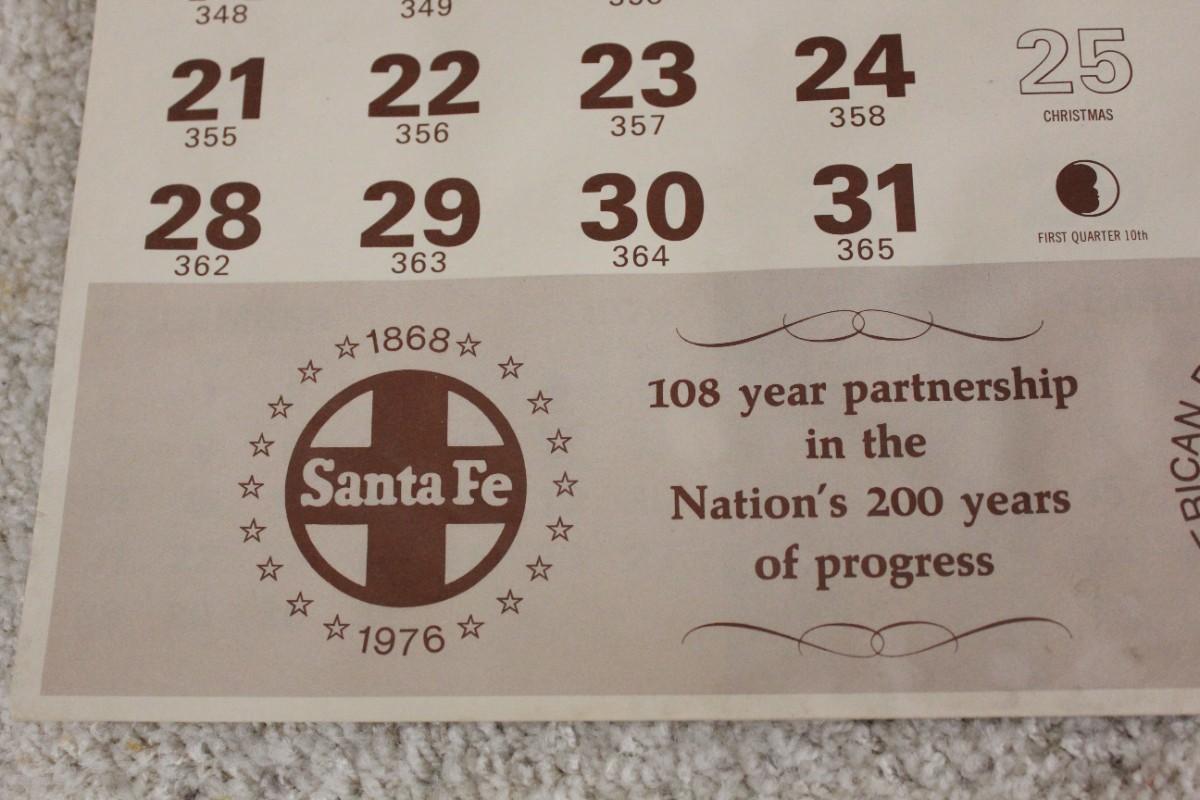 348 349
21 22 23 24 25
355 356 357 358 CHRISTMAS
28 29 30 31
362 363 364 365 FIRST QUARTER 10th
1868
Santa Fe
1976
108 year partnership
in the
Nation's 200 years
of progress